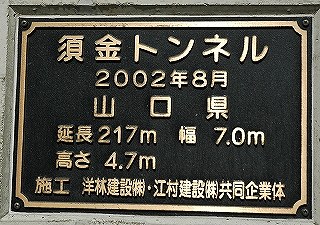 須金トンネル
2002年8月
山口県
延長217m 幅 7.0m
高さ 4.7m
施工 洋林建設㈱・江村建設㈱共同企業体